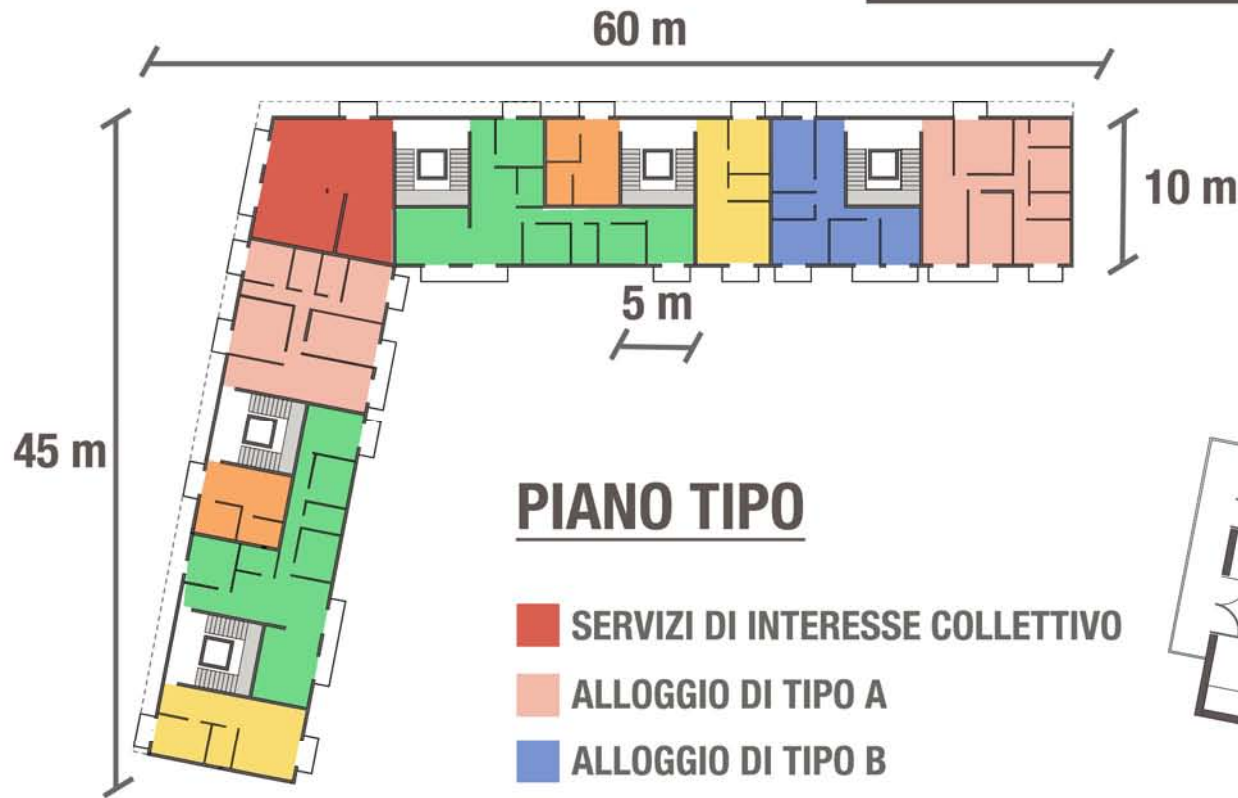 60 m
10 m
5 m
45 m
PIANO TIPO
SERVIZI DI INTERESSE COLLETTIVO
ALLOGGIO DI TIPO A
ALLOGGIO DI TIPO B